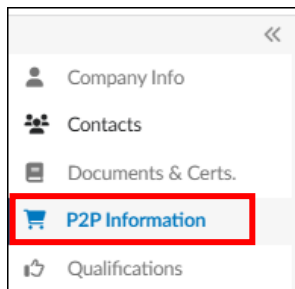 Company Info
Contacts
Documents & Certs.
P2P Information
Qualifications